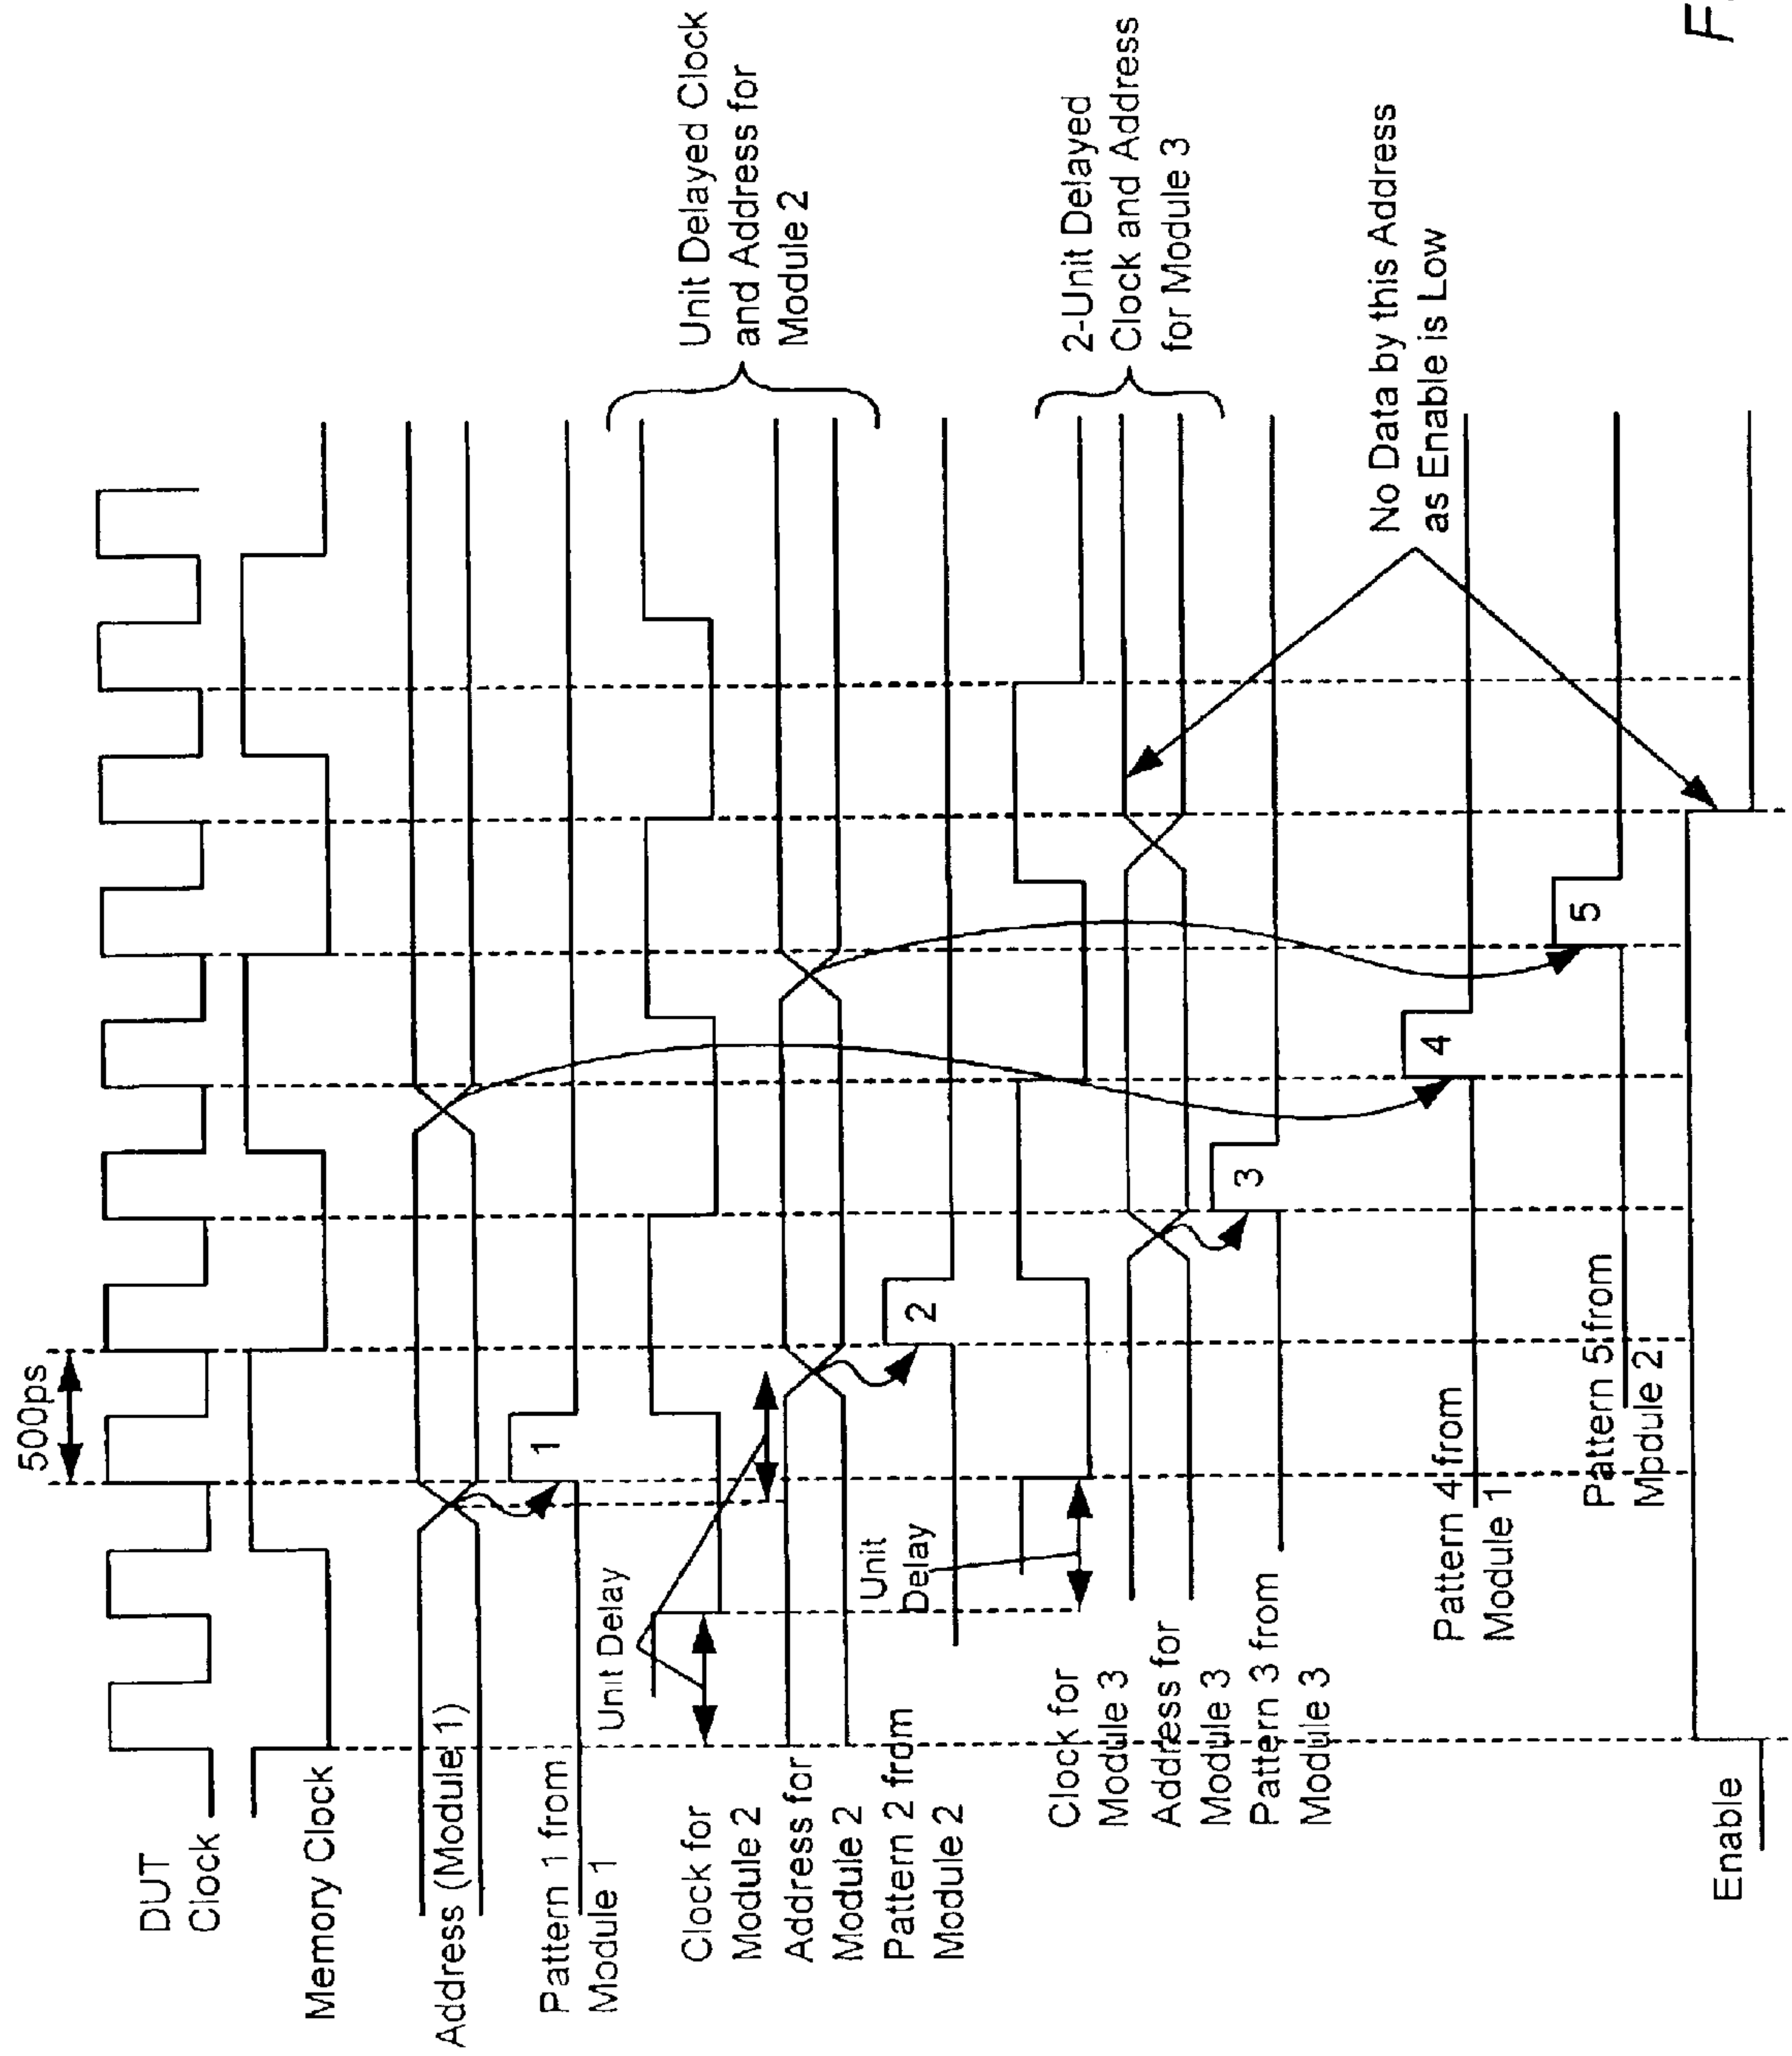 500ps
DUT
Clock
Memory Clock
Address (Module 1)
1
Pattern 1 from
Module 1
Unit Delay
Clock for
Module 2
Unit Delayed Clock
and Address for
Module 2
Address for
Module 2
2
Pattern 2 from
Module 2
Unit
Delay
Clock for
Module 3
2-Unit Delayed
Clock and Address
for Module 3
Address for
Module 3
3
Pattern 3 from
Module 3
No Data by this Address
as Enable is Low
4
Pattern 4 from
Module 1
5
Pattern 5 from
Module 2
Enable